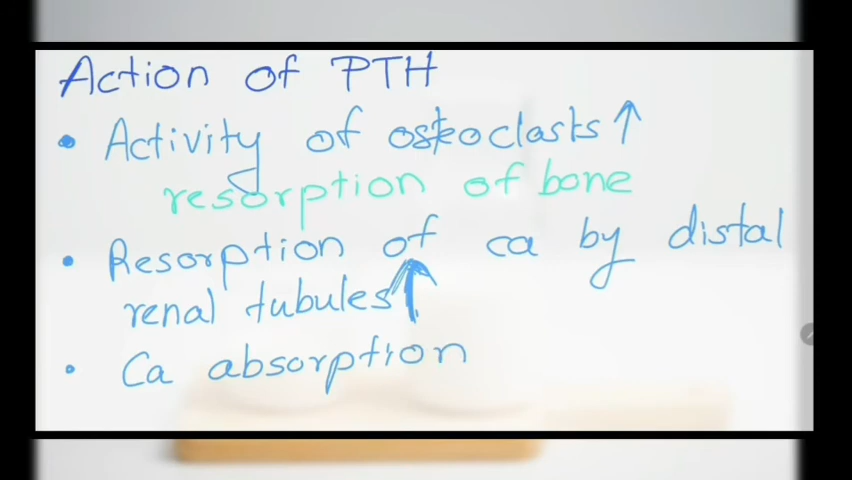 Action of PTH
• Activity of osteoclasts ↑
resorption of bone
• Resorption of ca by distal
renal tubules ↑
• Ca absorption